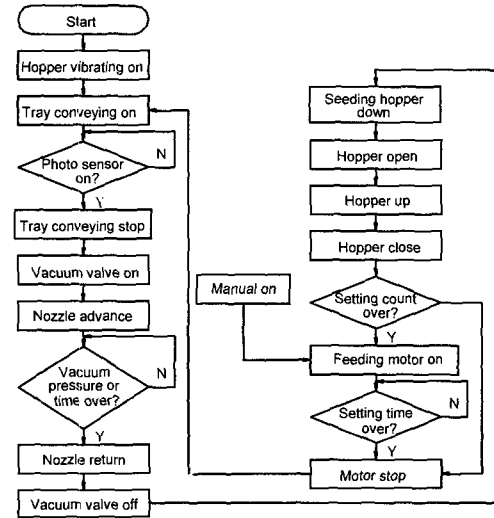 Start
Hopper vibrating on
Tray conveying on
Photo sensor
on?
N
Y
Tray conveying stop
Vacuum valve on
Nozzle advance
Vacuum
pressure or
time over?
N
Y
Nozzle return
Vacuum valve off
Seeding hopper
down
Hopper open
Hopper up
Hopper close
Manual on
Setting count
over?
Y
Feeding motor on
Setting time
over?
N
Y
Motor stop